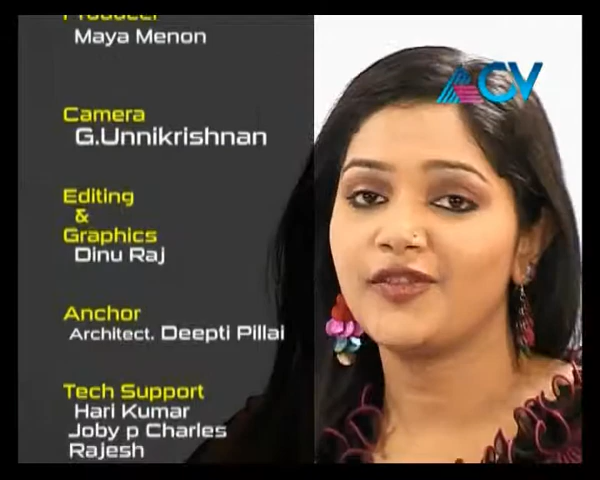 Producer
Maya Menon
ACV
Camera
G.Unnikrishnan
Editing
&
Graphics
Dinu Raj
Anchor
Architect. Deepti Pillai
Tech Support
Hari Kumar
Joby p Charles
Rajesh